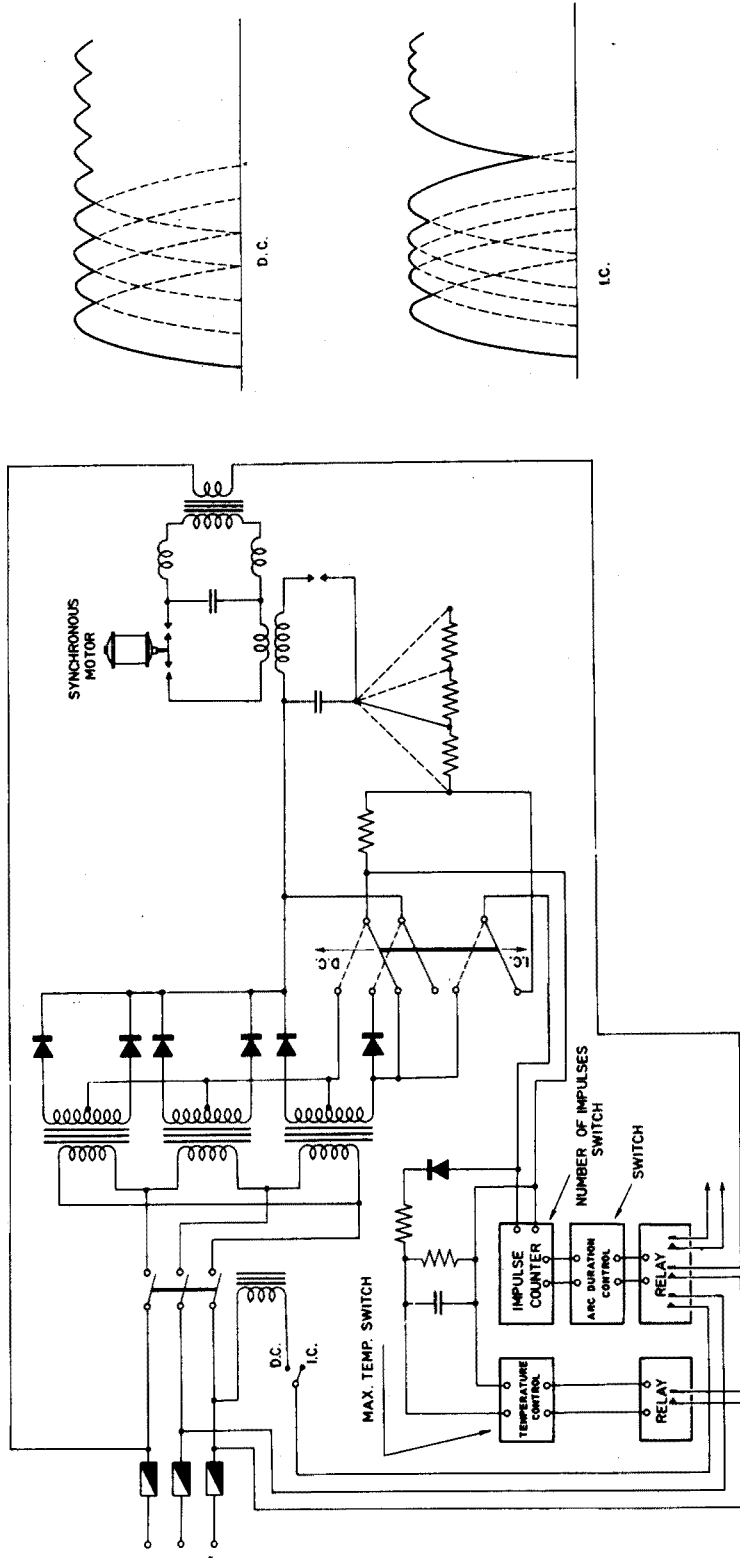 D.C.
I.C.
SYNCHRONOUS
MOTOR
D.C.
I.C.
NUMBER OF IMPULSES
SWITCH
SWITCH
MAX. TEMP. SWITCH
D.C.
I.C.
IMPULSE
COUNTER
ARC DURATION
CONTROL
RELAY
TEMPERATURE
CONTROL
RELAY